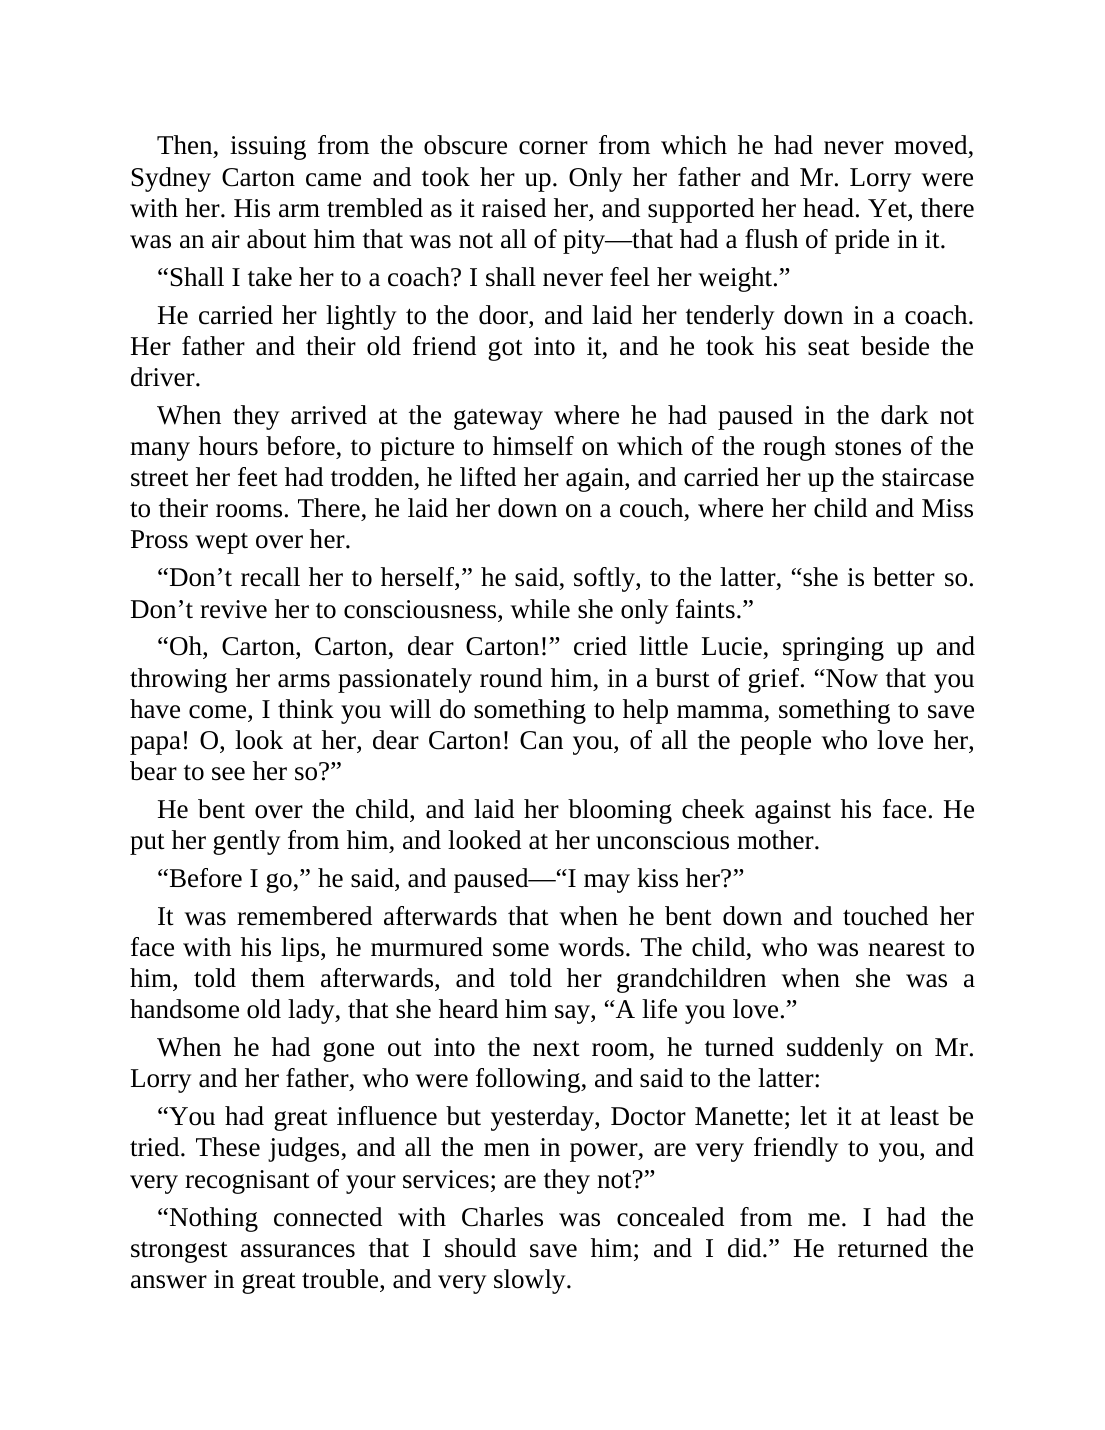 Then, issuing from the obscure corner from which he had never moved,
Sydney Carton came and took her up. Only her father and Mr. Lorry were
with her. His arm trembled as it raised her, and supported her head. Yet, there
was an air about him that was not all of pity—that had a flush of pride in it.
“Shall I take her to a coach? I shall never feel her weight.”
He carried her lightly to the door, and laid her tenderly down in a coach.
Her father and their old friend got into it, and he took his seat beside the
driver.
When they arrived at the gateway where he had paused in the dark not
many hours before, to picture to himself on which of the rough stones of the
street her feet had trodden, he lifted her again, and carried her up the staircase
to their rooms. There, he laid her down on a couch, where her child and Miss
Pross wept over her.
“Don’t recall her to herself,” he said, softly, to the latter, “she is better so.
Don’t revive her to consciousness, while she only faints.”
“Oh, Carton, Carton, dear Carton!” cried little Lucie, springing up and
throwing her arms passionately round him, in a burst of grief. “Now that you
have come, I think you will do something to help mamma, something to save
papa! O, look at her, dear Carton! Can you, of all the people who love her,
bear to see her so?”
He bent over the child, and laid her blooming cheek against his face. He
put her gently from him, and looked at her unconscious mother.
“Before I go,” he said, and paused—“I may kiss her?”
It was remembered afterwards that when he bent down and touched her
face with his lips, he murmured some words. The child, who was nearest to
him, told them afterwards, and told her grandchildren when she was a
handsome old lady, that she heard him say, “A life you love.”
When he had gone out into the next room, he turned suddenly on Mr.
Lorry and her father, who were following, and said to the latter:
“You had great influence but yesterday, Doctor Manette; let it at least be
tried. These judges, and all the men in power, are very friendly to you, and
very recognisant of your services; are they not?”
“Nothing connected with Charles was concealed from me. I had the
strongest assurances that I should save him; and I did.” He returned the
answer in great trouble, and very slowly.